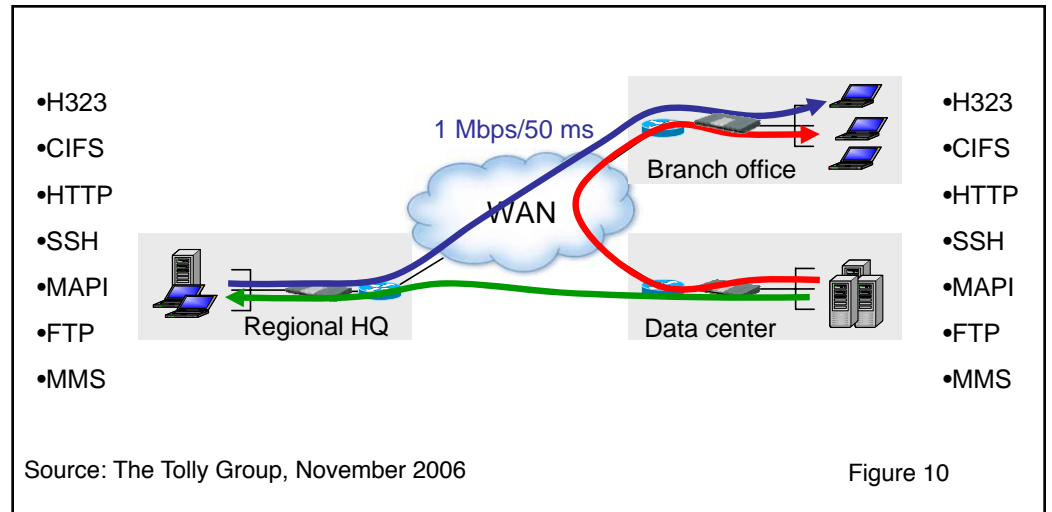 •H323
•CIFS
•HTTP
•SSH
•MAPI
•FTP
•MMS
1 Mbps/50 ms
WAN
Branch office
Regional HQ
Data center
•H323
•CIFS
•HTTP
•SSH
•MAPI
•FTP
•MMS
Source: The Tolly Group, November 2006
Figure 10